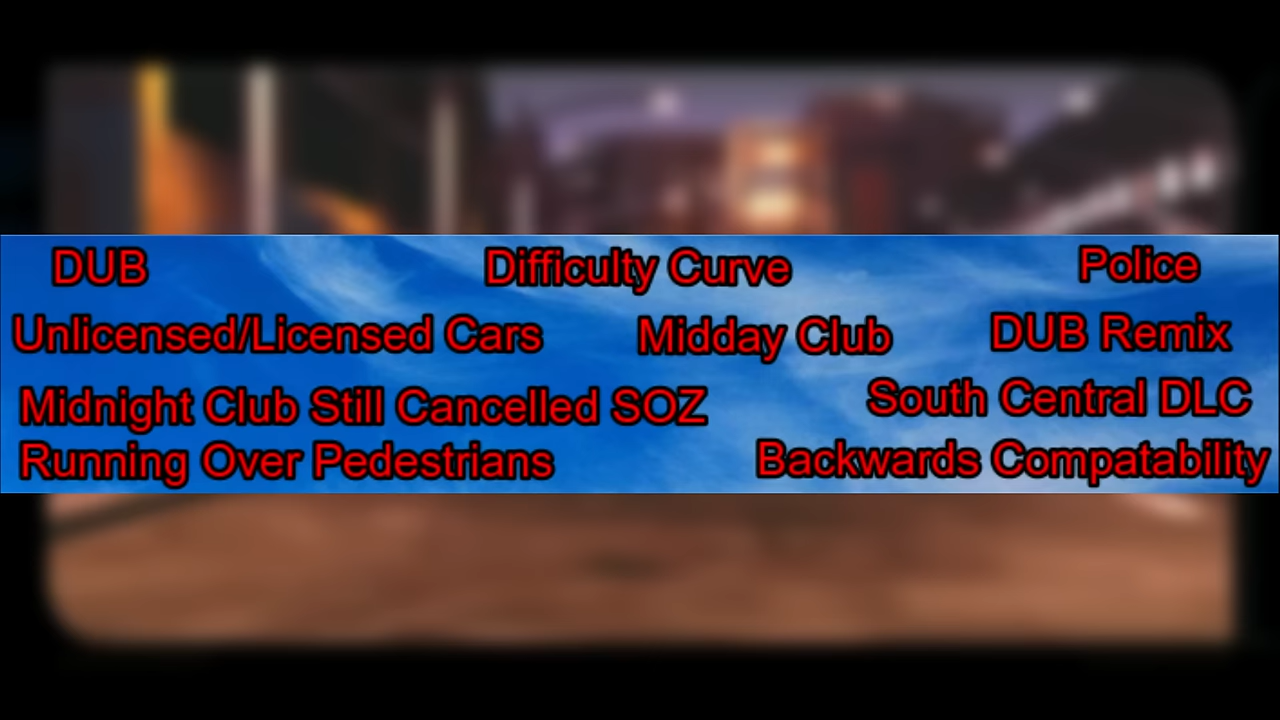 DUB Difficulty Curve Police
Unlicensed/Licensed Cars Midday Club DUB Remix
Midnight Club Still Cancelled SOZ South Central DLC
Running Over Pedestrians Backwards Compatability